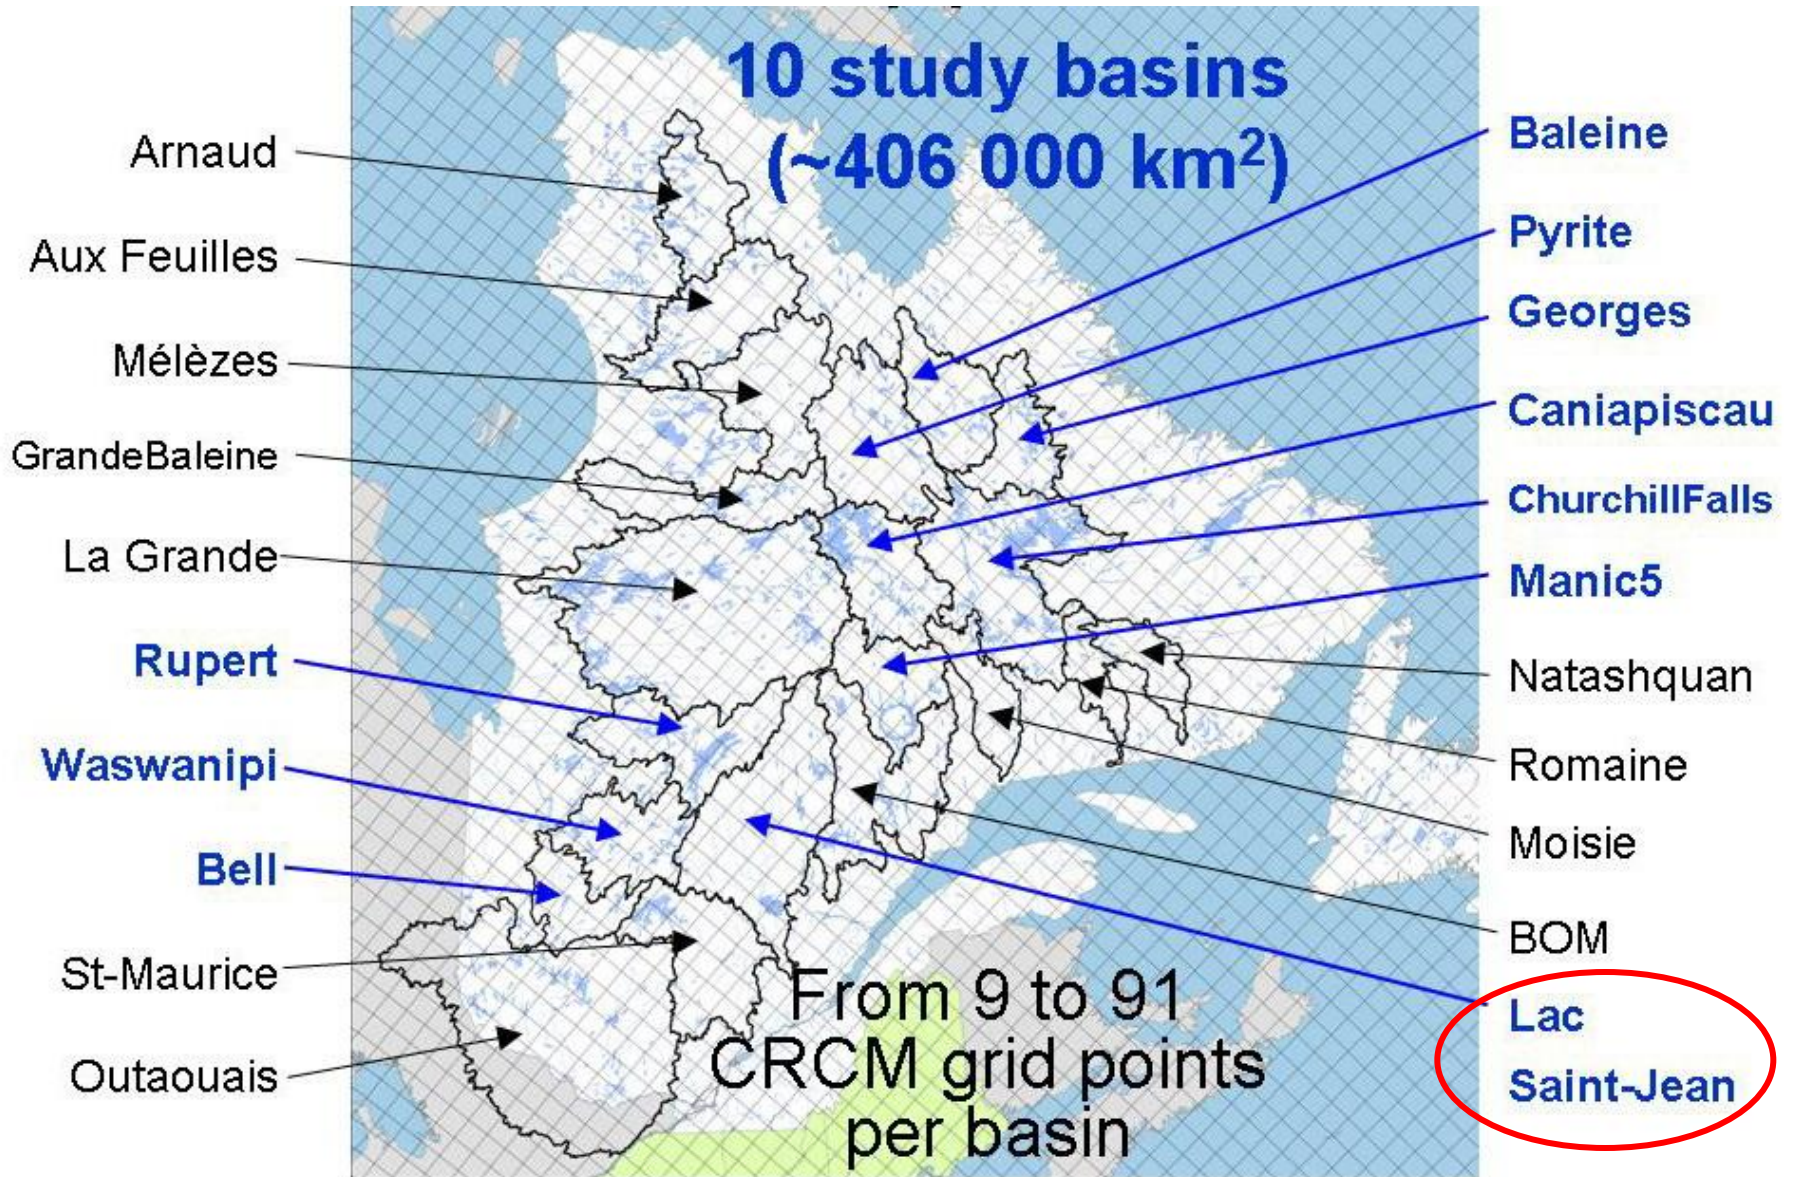 10 study basins
(~406 000 km²)
Arnaud
Aux Feuilles
Mélèzes
GrandeBaleine
La Grande
Rupert
Waswanipi
Bell
St-Maurice
Outaouais
Baleine
Pyrite
Georges
Caniapiscau
ChurchillFalls
Manic5
Natashquan
Romaine
Moisie
BOM
Lac
Saint-Jean
From 9 to 91
CRCM grid points
per basin